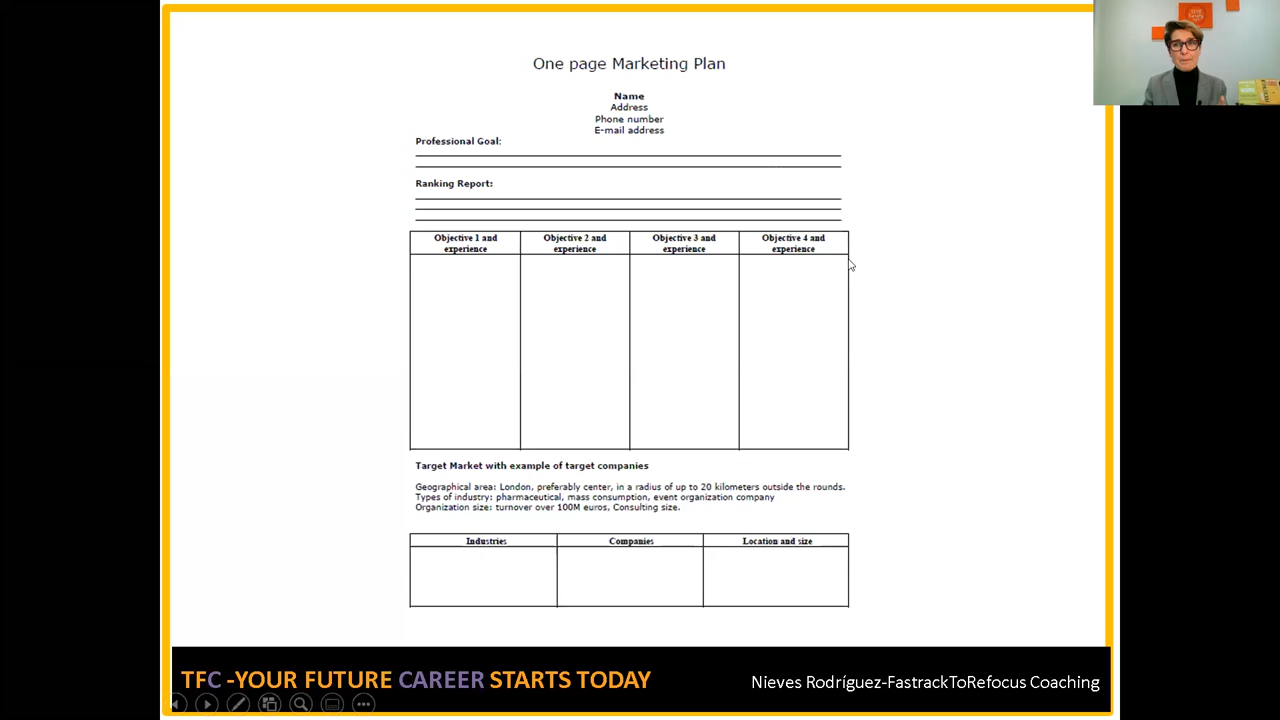 One page Marketing Plan
Name
Address
Phone number
E-mail address
Professional Goal:
Ranking Report:
Objective 1 and
experience
Objective 2 and
experience
Objective 3 and
experience
Objective 4 and
experience
Target Market with example of target companies
Geographical area: London, preferably center, in a radius of up to 20 kilometers outside the rounds.
Types of industry: pharmaceutical, mass consumption, event organization company
Organization size: turnover over 100M euros, Consulting size.
Industries
Companies
Location and size
TFC -YOUR FUTURE CAREER STARTS TODAY
Nieves Rodríguez-FastrackToRefocus Coaching